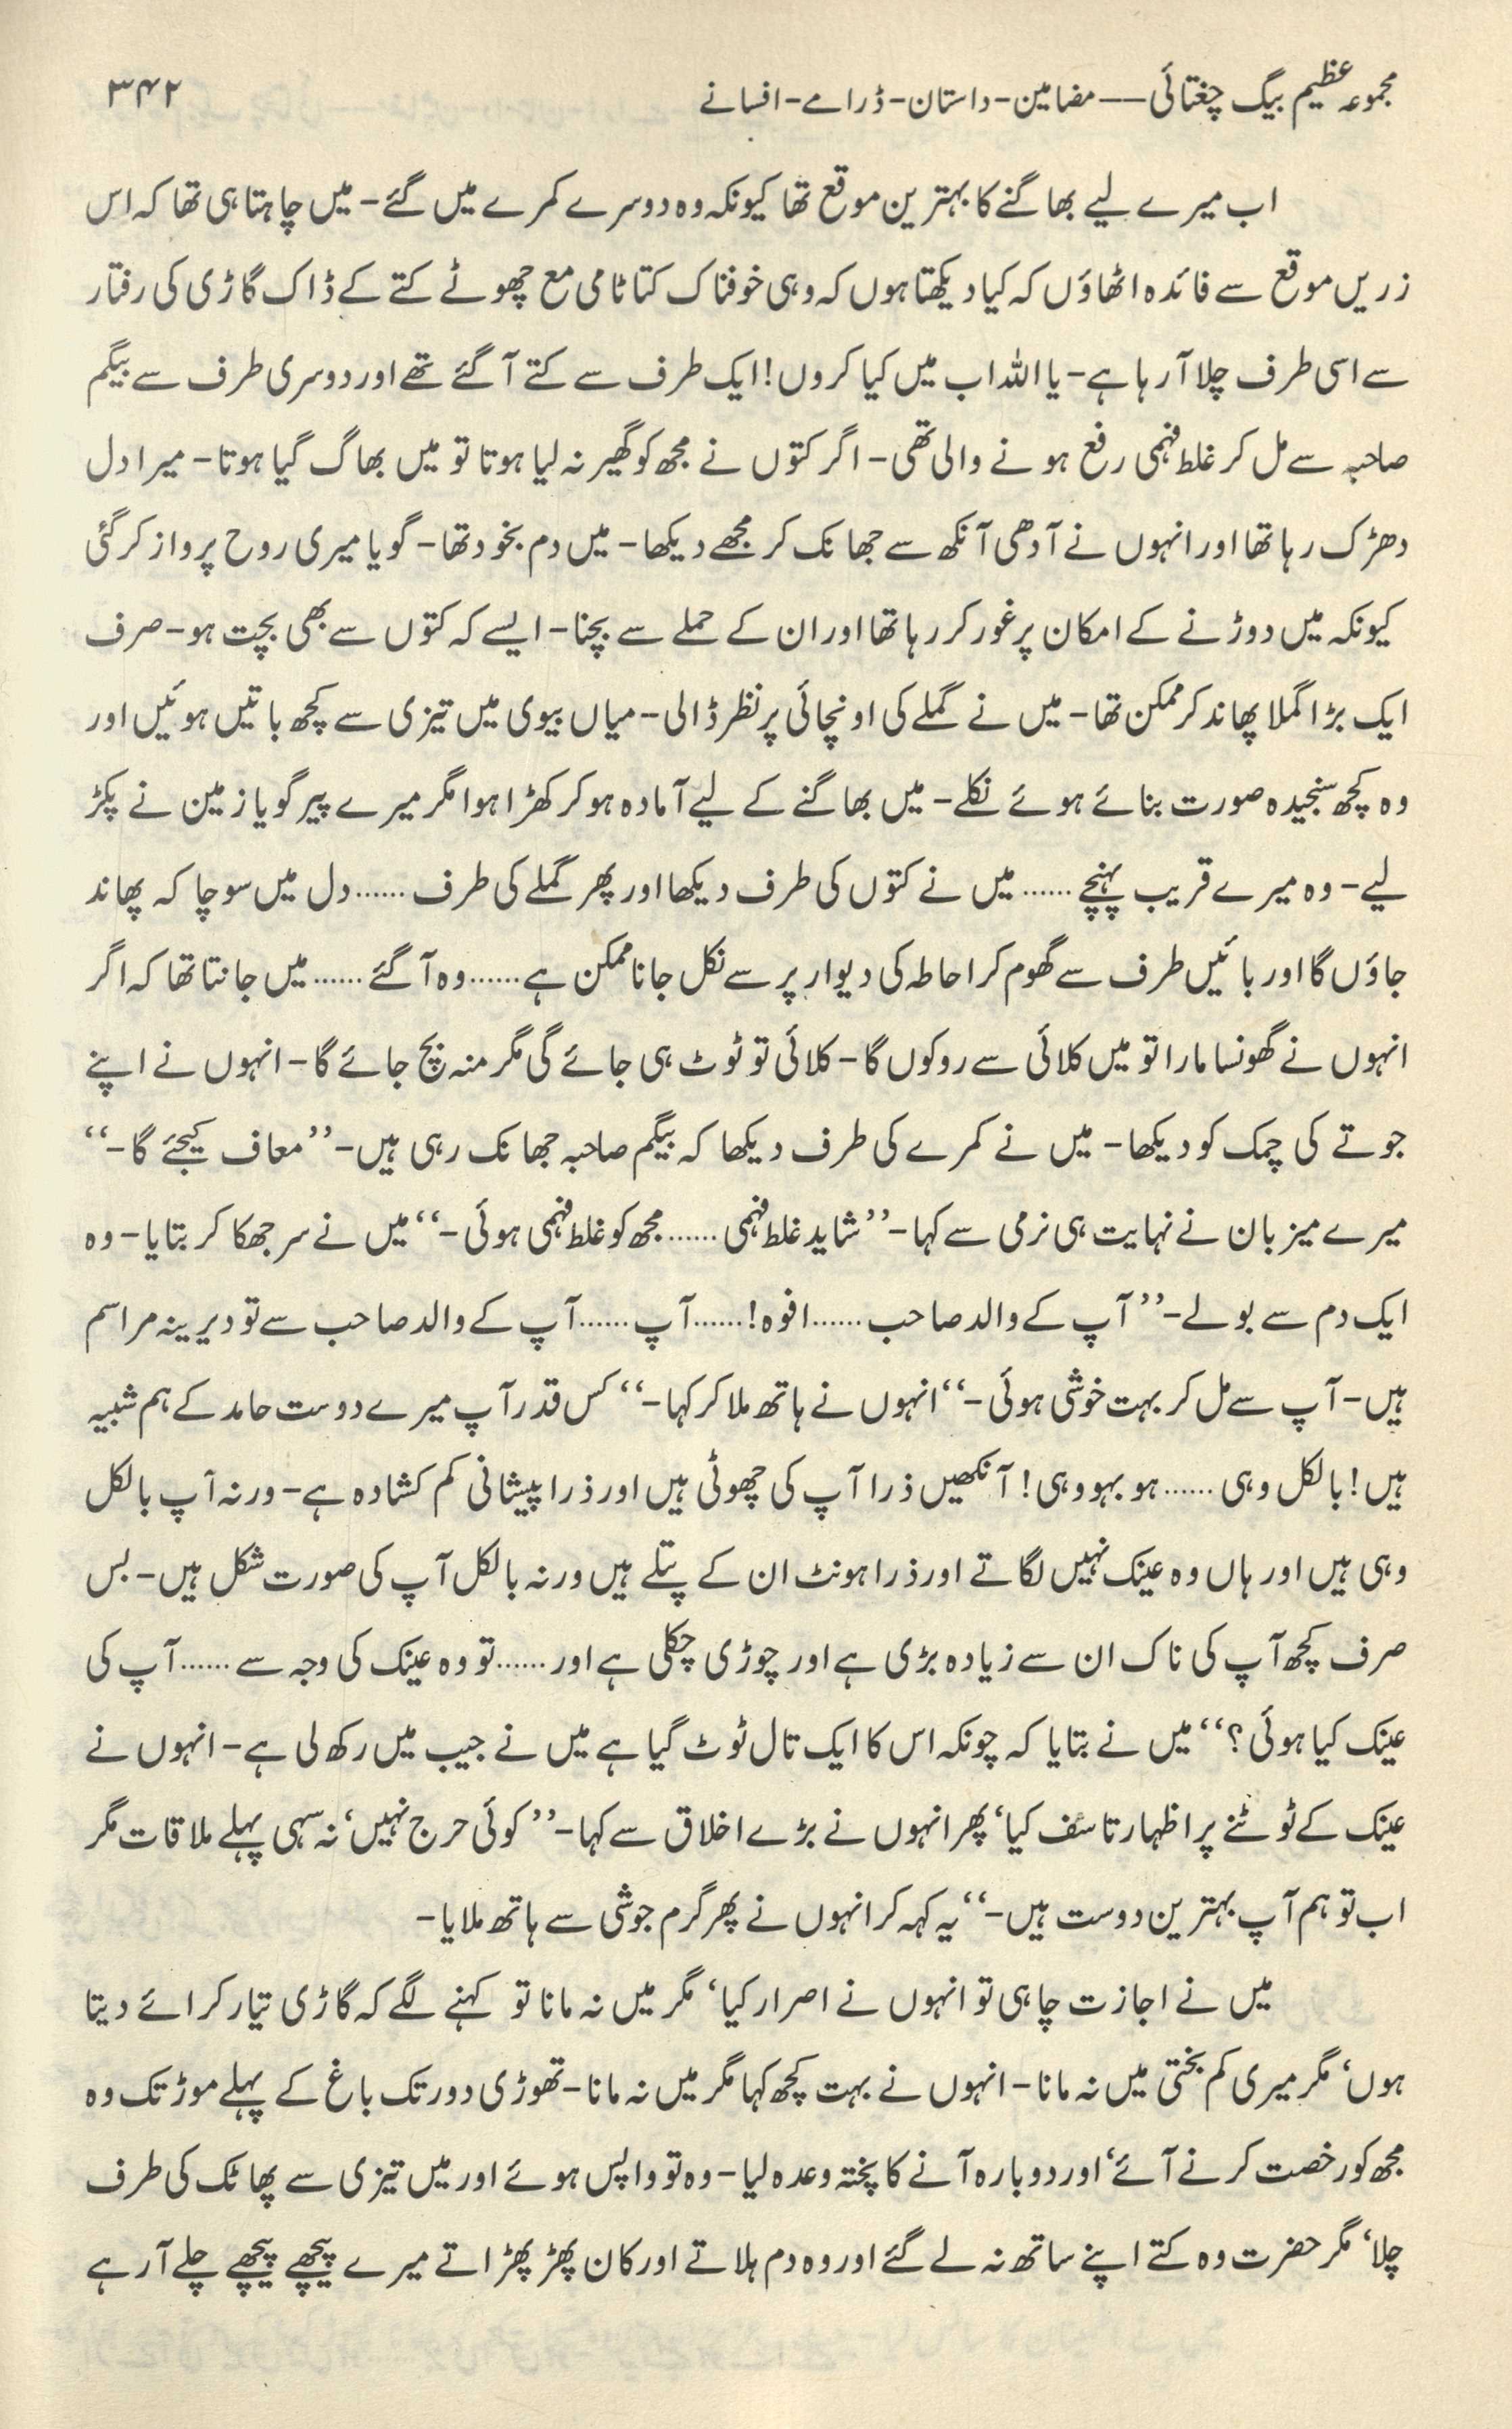 مجموعہ عظیم بیگ چغتائی — مضامین - داستان - ڈرامے - افسانے
۳۴۲
اب میرے لیے بھاگنے کا بہترین موقع تھا کیونکہ وہ دوسرے کمرے میں گئے - میں چاہتا ہی تھا کہ اس
زریں موقع سے فائدہ اٹھاؤں کہ کیا دیکھتا ہوں کہ وہی خوفناک کتا ٹامی مع چھوٹے کتے کے ڈاک گاڑی کی رفتار
سے اسی طرف چلا آ رہا ہے - یا اللہ اب میں کیا کروں! ایک طرف سے کتے آ گئے تھے اور دوسری طرف سے بیگم
صاحبہ سے مل کر غلط فہمی رفع ہونے والی تھی - اگر کتوں نے مجھ کو گھیر نہ لیا ہوتا تو میں بھاگ گیا ہوتا - میرا دل
دھڑک رہا تھا اور انہوں نے آدھی آنکھ سے جھانک کر مجھے دیکھا - میں دم بخود تھا - گویا میری روح پرواز کر گئی
کیونکہ میں دوڑنے کے امکان پر غور کر رہا تھا اور ان کے حملے سے بچنا - ایسے کہ کتوں سے بھی بچت ہو - صرف
ایک بڑا گملا پھاند کر ممکن تھا - میں نے گملے کی اونچائی پر نظر ڈالی - میاں بیوی میں تیزی سے کچھ باتیں ہوئیں اور
وہ کچھ سنجیدہ صورت بنائے ہوئے نکلے - میں بھاگنے کے لیے آمادہ ہو کر کھڑا ہوا مگر میرے پیر گویا زمین نے پکڑ
لیے - وہ میرے قریب پہنچے ...... میں نے کتوں کی طرف دیکھا اور پھر گملے کی طرف ...... دل میں سوچا کہ پھاند
جاؤں گا اور بائیں طرف سے گھوم کر احاطہ کی دیوار پر سے نکل جانا ممکن ہے ...... وہ آ گئے ...... میں جانتا تھا کہ اگر
انہوں نے گھونسا مارا تو میں کلائی سے روکوں گا - کلائی تو ٹوٹ ہی جائے گی مگر منہ بچ جائے گا - انہوں نے اپنے
جوتے کی چمک کو دیکھا - میں نے کمرے کی طرف دیکھا کہ بیگم صاحبہ جھانک رہی ہیں - ’’معاف کیجئے گا -‘‘
میرے میزبان نے نہایت ہی نرمی سے کہا - ’’شاید غلط فہمی ...... مجھ کو غلط فہمی ہوئی -‘‘ میں نے سر جھکا کر بتایا - وہ
ایک دم سے بولے - ’’آپ کے والد صاحب ...... افوہ! ...... آپ ...... آپ کے والد صاحب سے تو دیرینہ مراسم
ہیں - آپ سے مل کر بہت خوشی ہوئی -‘‘ انہوں نے ہاتھ ملا کر کہا - ‘‘کس قدر آپ میرے دوست حامد کے ہم شبیہ
ہیں! بالکل وہی ...... ہو بہو وہی! آنکھیں ذرا آپ کی چھوٹی ہیں اور ذرا پیشانی کم کشادہ ہے - ورنہ آپ بالکل
وہی ہیں اور ہاں وہ عینک نہیں لگاتے اور ذرا ہونٹ ان کے پتلے ہیں ورنہ بالکل آپ کی صورت شکل ہیں - بس
صرف کچھ آپ کی ناک ان سے زیادہ بڑی ہے اور چوڑی چکلی ہے اور ...... تو وہ عینک کی وجہ سے ...... آپ کی
عینک کیا ہوئی؟‘‘ میں نے بتایا کہ چونکہ اس کا ایک تال ٹوٹ گیا ہے میں نے جیب میں رکھ لی ہے - انہوں نے
عینک کے ٹوٹنے پر اظہار تاسف کیا‘ پھر انہوں نے بڑے اخلاق سے کہا - ’’کوئی حرج نہیں‘ نہ سہی پہلے ملاقات مگر
اب تو ہم آپ بہترین دوست ہیں -‘‘ یہ کہہ کر انہوں نے پھر گرم جوشی سے ہاتھ ملایا -
میں نے اجازت چاہی تو انہوں نے اصرار کیا‘ مگر میں نہ مانا تو کہنے لگے کہ گاڑی تیار کرائے دیتا
ہوں‘ مگر میری کم بختی میں نہ مانا - انہوں نے بہت کچھ کہا مگر میں نہ مانا - تھوڑی دور تک باغ کے پہلے موڑ تک وہ
مجھ کو رخصت کرنے آئے‘ اور دوبارہ آنے کا پختہ وعدہ لیا - وہ تو واپس ہوئے اور میں تیزی سے پھاٹک کی طرف
چلا‘ مگر حضرت وہ کتے اپنے ساتھ نہ لے گئے اور وہ دم ہلاتے اور کان پھڑپھڑاتے میرے پیچھے پیچھے چلے آ رہے